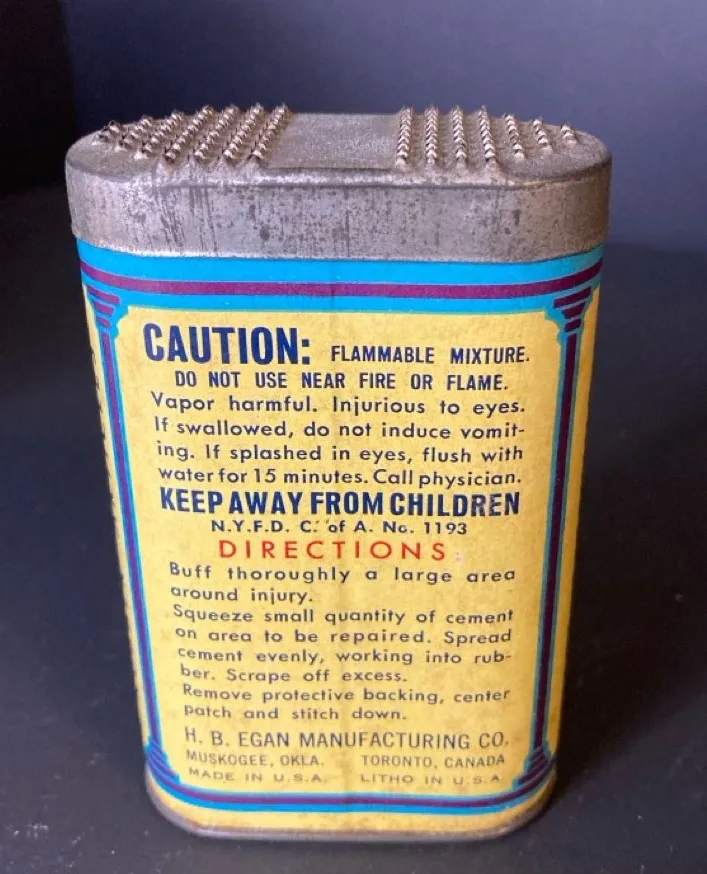 CAUTION: FLAMMABLE MIXTURE.
DO NOT USE NEAR FIRE OR FLAME.
Vapor harmful. Injurious to eyes.
If swallowed, do not induce vomit-
ing. If splashed in eyes, flush with
water for 15 minutes. Call physician.
KEEP AWAY FROM CHILDREN
N.Y.F.D. C. of A. No. 1193
DIRECTIONS:
Buff thoroughly a large area
around injury.
Squeeze small quantity of cement
on area to be repaired. Spread
cement evenly, working into rub-
ber. Scrape off excess.
Remove protective backing, center
patch and stitch down.
H. B. EGAN MANUFACTURING CO.
MUSKOGEE, OKLA. TORONTO, CANADA
MADE IN U.S.A. LITHO IN U.S.A.